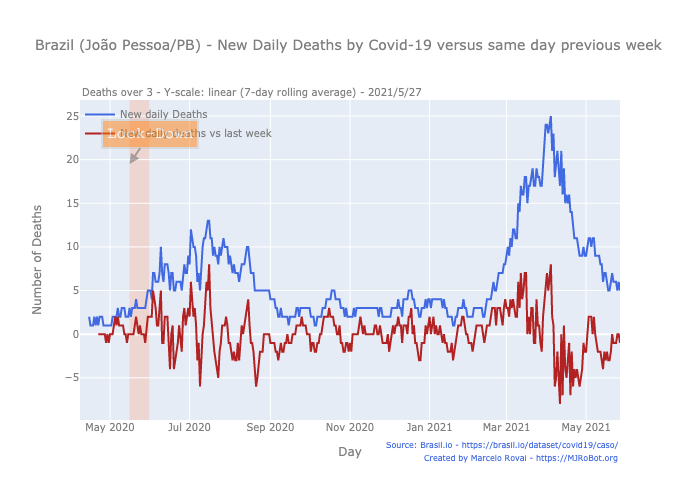 Brazil (João Pessoa/PB) - New Daily Deaths by Covid-19 versus same day previous week
Deaths over 3 - Y-scale: linear (7-day rolling average) - 2021/5/27
New daily Deaths
New daily Deaths vs last week
Lock Down
25
20
15
10
5
0
−5
Number of Deaths
May 2020
Jul 2020
Sep 2020
Nov 2020
Jan 2021
Mar 2021
May 2021
Day
Source: Brasil.io - https://brasil.io/dataset/covid19/caso/
Created by Marcelo Rovai - https://MJRoBot.org